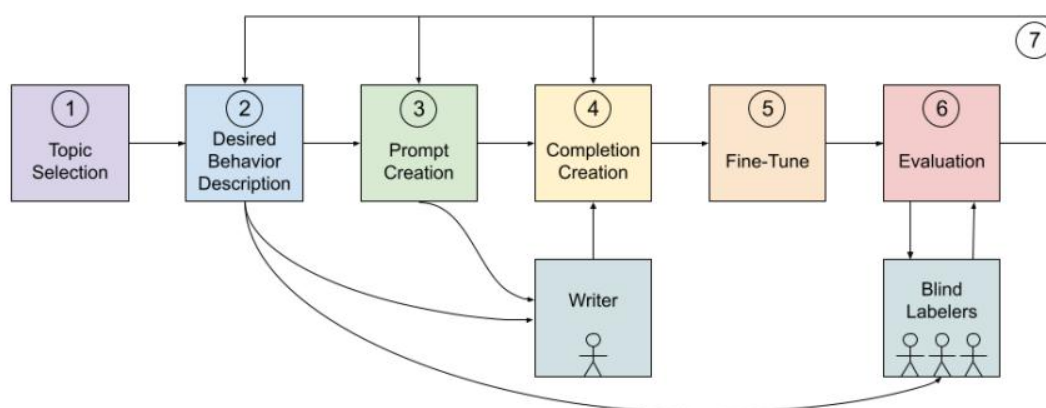 7
1
Topic
Selection
2
Desired
Behavior
Description
3
Prompt
Creation
4
Completion
Creation
5
Fine-Tune
6
Evaluation
Writer
Blind
Labelers